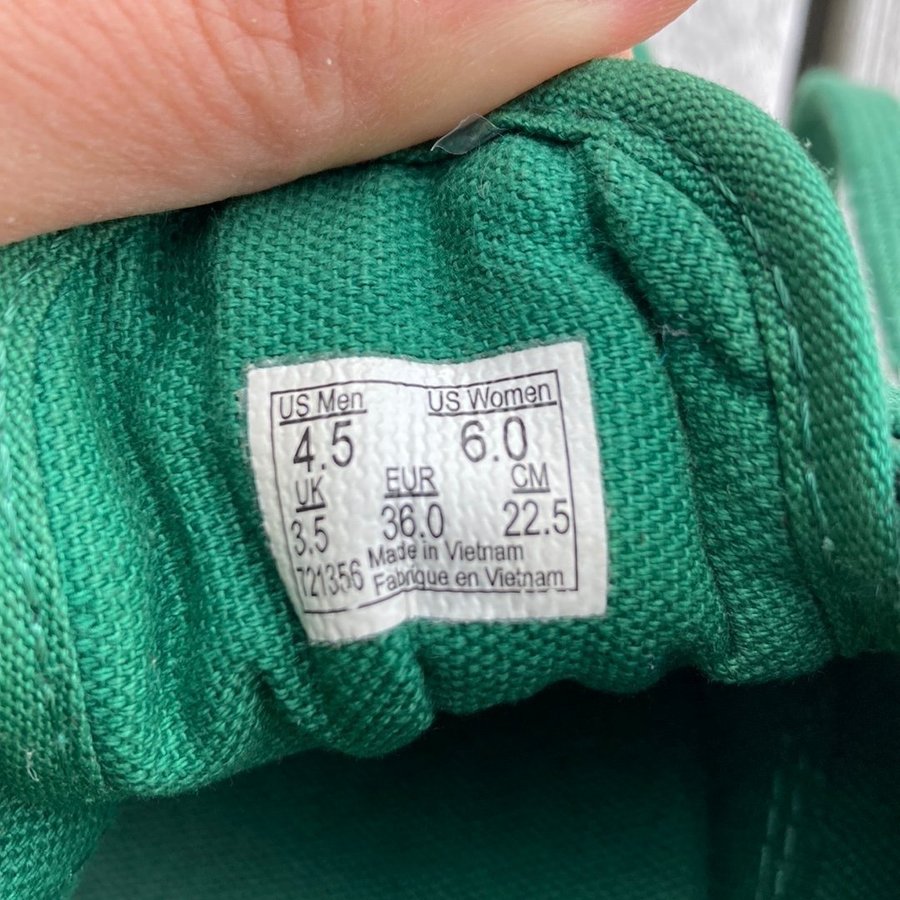 US Men US Women
4.5 6.0
UK EUR CM
3.5 36.0 22.5
Made in Vietnam
721356 Fabrique en Vietnam